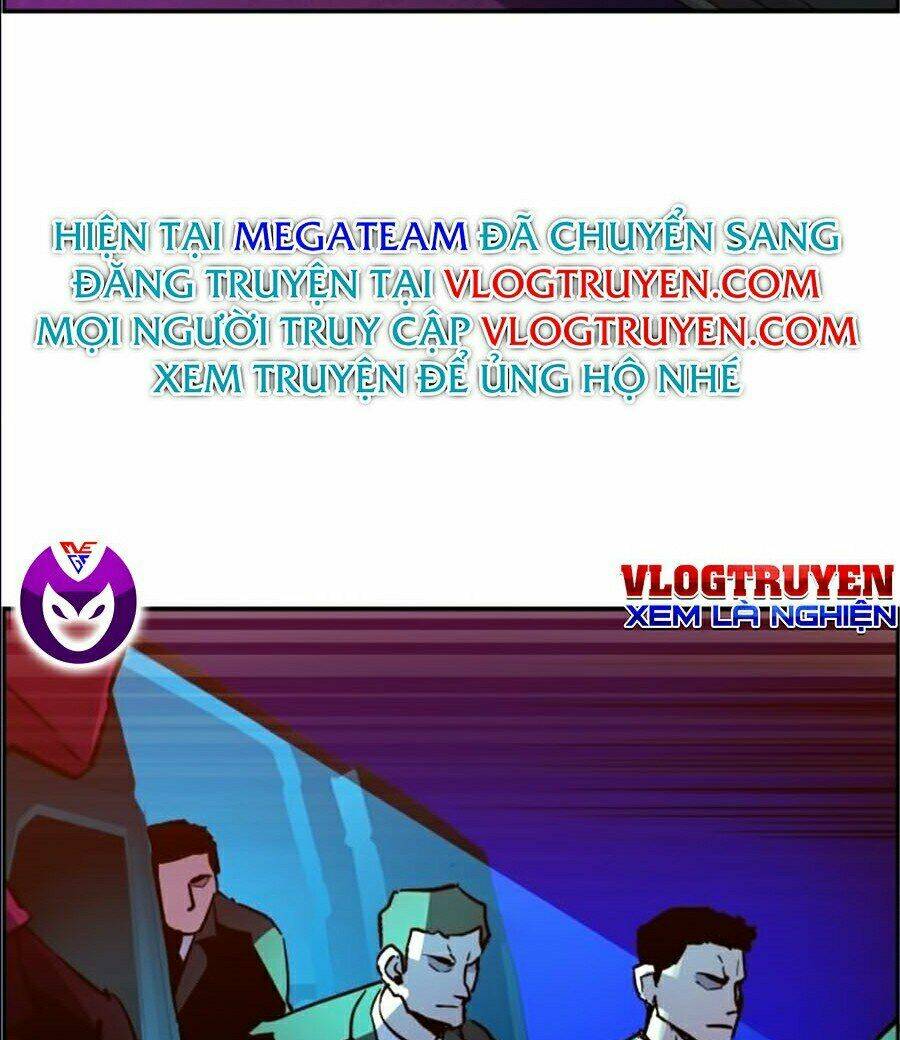 HIỆN TẠI MEGATEAM ĐÃ CHUYỂN SANG
ĐĂNG TRUYỆN TẠI VLOGTRUYEN.COM
MỌI NGƯỜI TRUY CẬP VLOGTRUYEN.COM
XEM TRUYỆN ĐỂ ỦNG HỘ NHÉ
MEGA
VLOGTRUYEN
XEM LÀ NGHIỆN